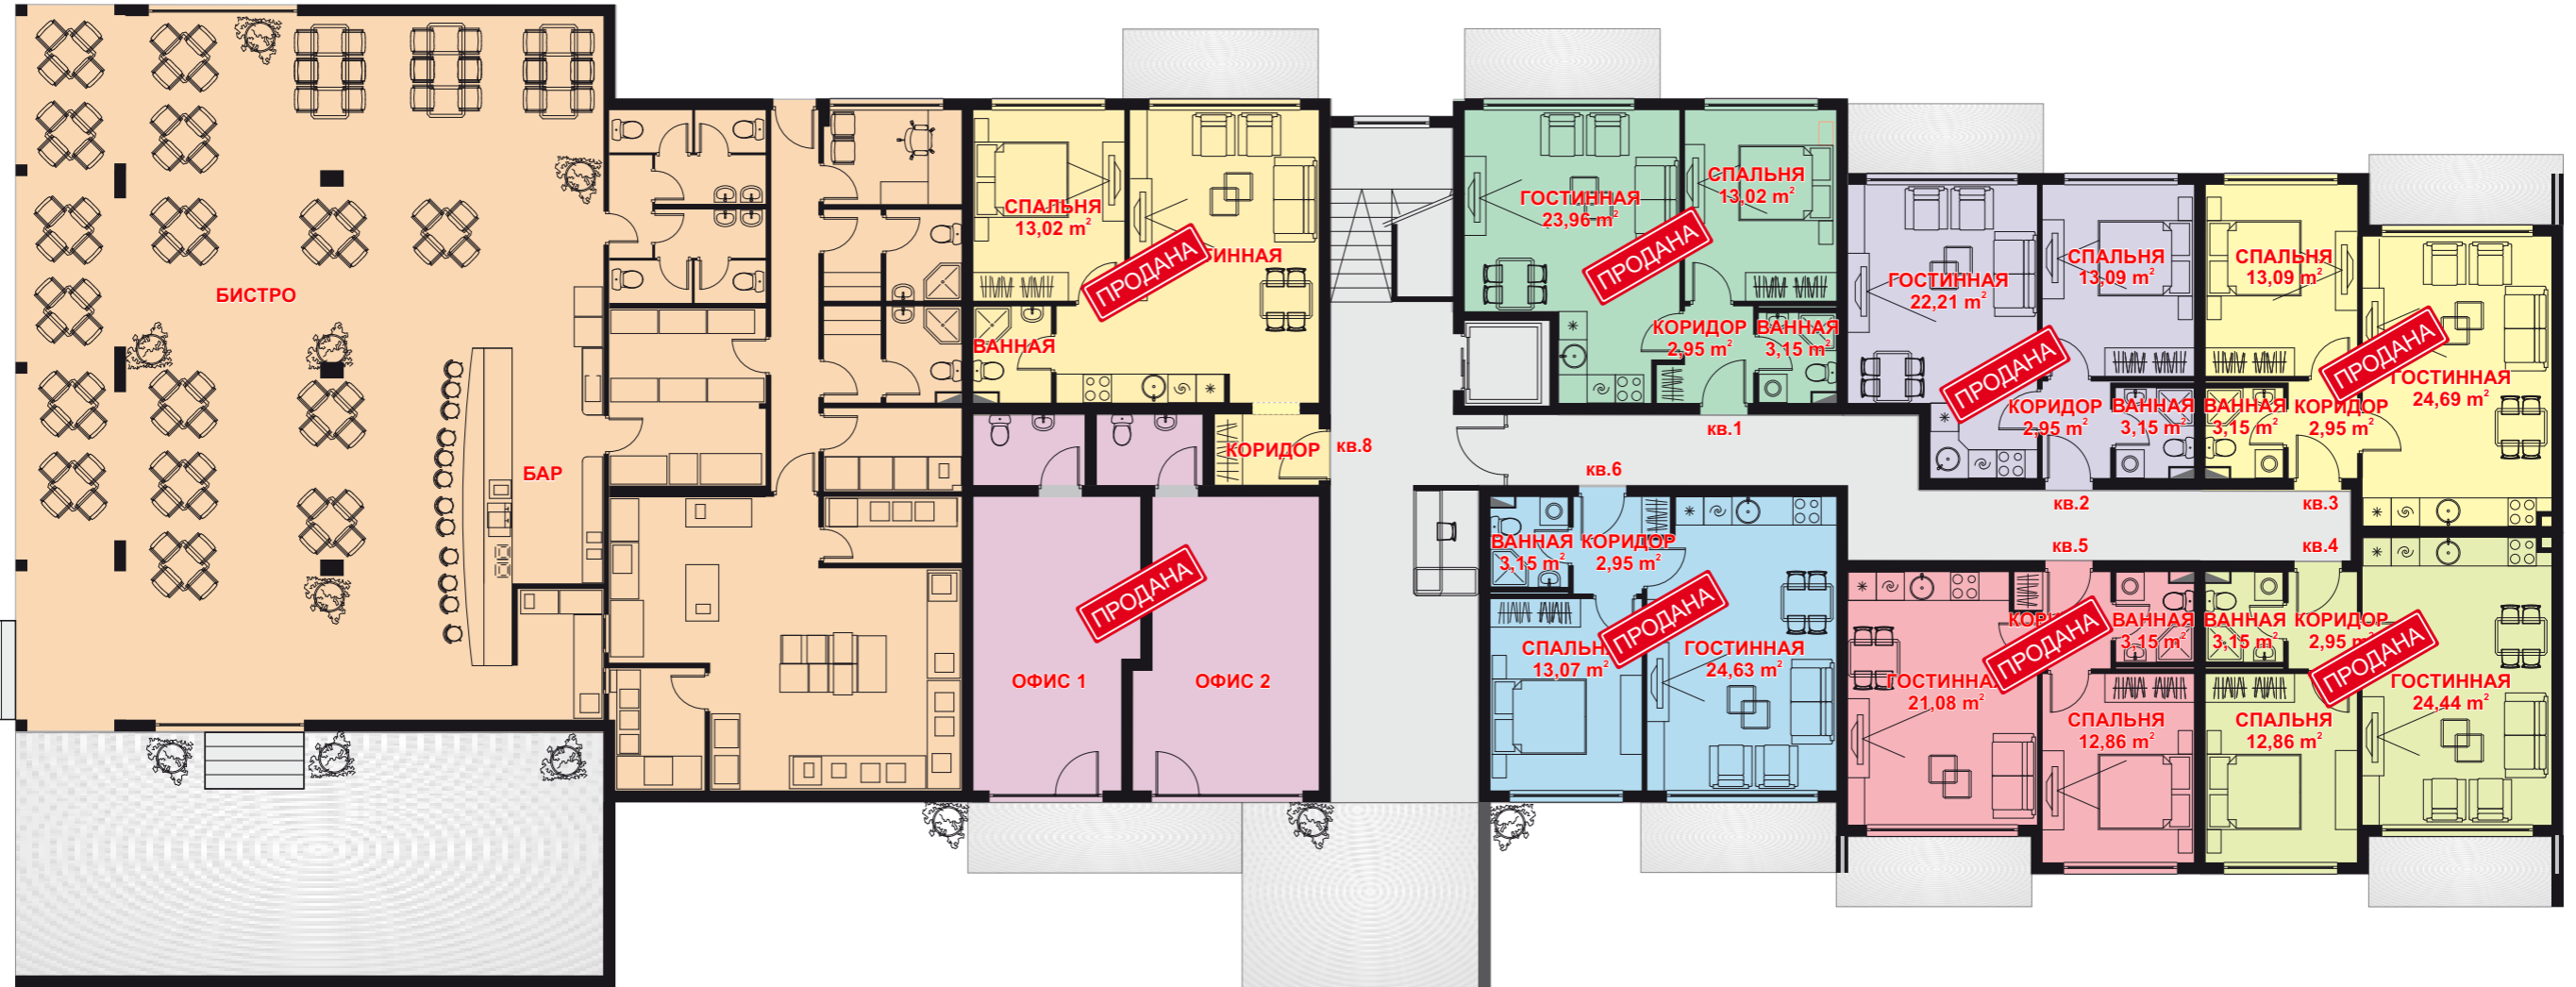 БИСТРО
БАР
СПАЛЬНЯ
13,02 m²
ПРОДАНА
ВАННАЯ
КОРИДОР
кв.8
ОФИС 1
ПРОДАНА
ОФИС 2
ГОСТИННАЯ
23,96 m²
СПАЛЬНЯ
13,02 m²
ПРОДАНА
КОРИДОР
2,95 m²
ВАННАЯ
3,15 m²
кв.1
ГОСТИННАЯ
22,21 m²
СПАЛЬНЯ
13,09 m²
ПРОДАНА
КОРИДОР
2,95 m²
ВАННАЯ
3,15 m²
кв.2
СПАЛЬНЯ
13,09 m²
ПРОДАНА
ГОСТИННАЯ
24,69 m²
ВАННАЯ
3,15 m²
КОРИДОР
2,95 m²
кв.3
кв.6
ВАННАЯ
3,15 m²
КОРИДОР
2,95 m²
ПРОДАНА
СПАЛЬН
13,07 m²
ГОСТИННАЯ
24,63 m²
кв.5
ВАННАЯ
3,15 m²
ПРОДАНА
ГОСТИННАЯ
21,08 m²
СПАЛЬНЯ
12,86 m²
кв.4
ВАННАЯ
3,15 m²
КОРИДОР
2,95 m²
ПРОДАНА
СПАЛЬНЯ
12,86 m²
ГОСТИННАЯ
24,44 m²